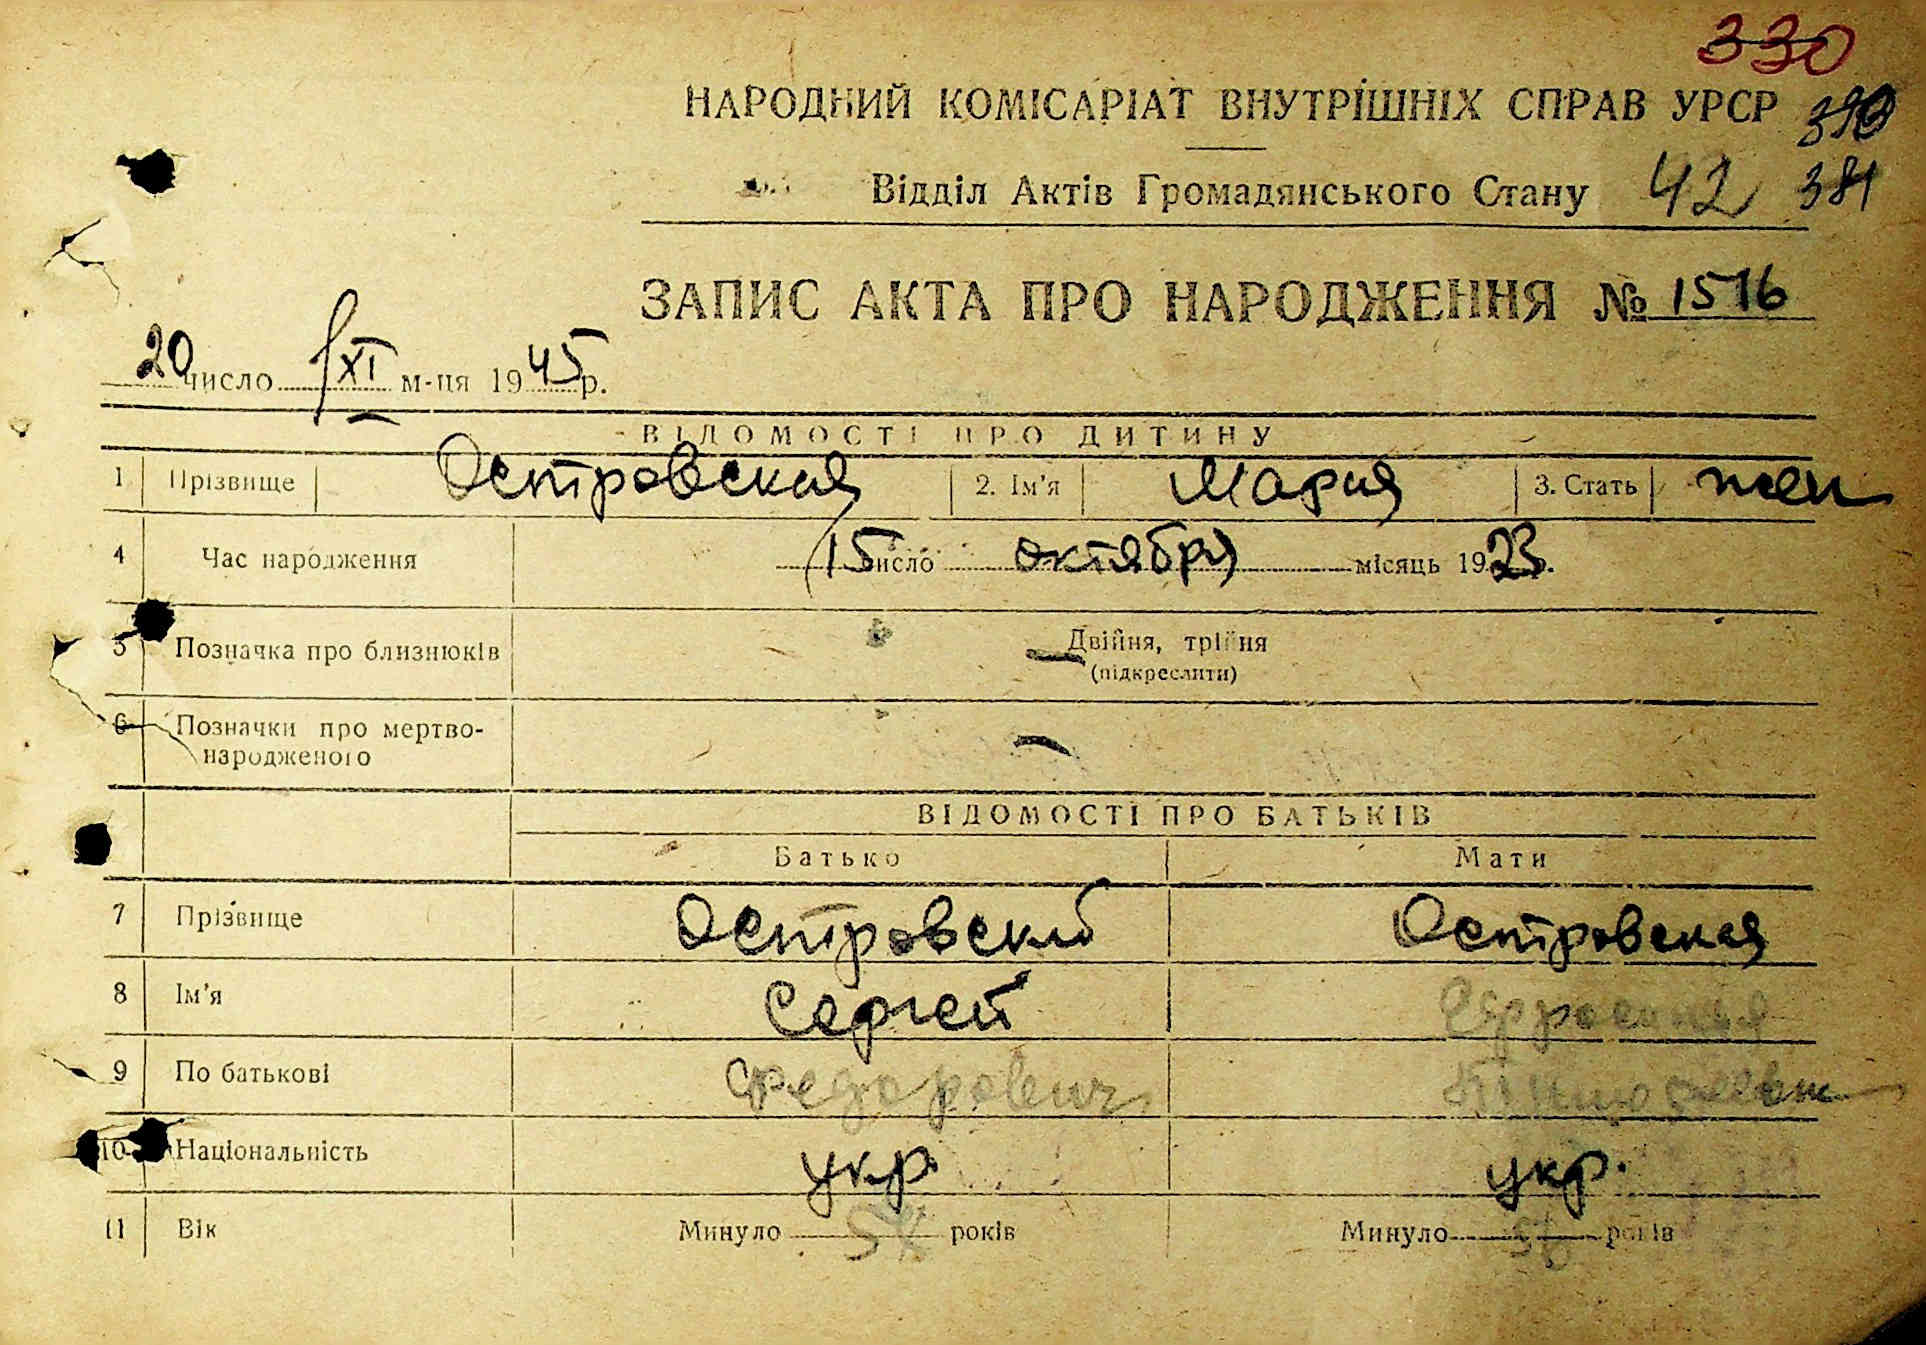 330
НАРОДНИЙ КОМІСАРІАТ ВНУТРІШНІХ СПРАВ УРСР
Відділ Актів Громадянського Стану 42 381
ЗАПИС АКТА ПРО НАРОДЖЕННЯ № 1516
20 число XI м-ця 1945 р.
ВІДОМОСТІ ПРО ДИТИНУ
1 Прізвище Островская 2. Ім'я Мария 3. Стать жен
4 Час народження 15 число октября місяць 1923 р.
5 Позначка про близнюків Двійня, трійня
(підкреслити)
6 Позначки про мертво-
народженого —
ВІДОМОСТІ ПРО БАТЬКІВ
Батько Мати
7 Прізвище Островский Островская
8 Ім'я Сергей
9 По батькові Федорович
10 Національність укр. укр.
11 Вік Минуло років Минуло років